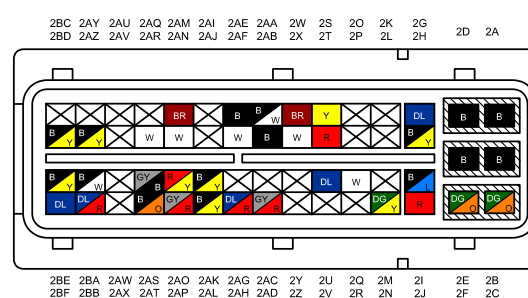 2BC 2AY 2AU 2AQ 2AM 2AI 2AE 2AA 2W 2S 2O 2K 2G 2D 2A
2BD 2AZ 2AV 2AR 2AN 2AJ 2AF 2AB 2X 2T 2P 2L 2H
BR B B W BR Y DL B B
B Y B Y W W W B W R B Y
B B
B Y B W GY B R Y B Y DL W B L
DL DL R B O GY R Y DL R GY R DG Y R DG O DG O
2BE 2BA 2AW 2AS 2AO 2AK 2AG 2AC 2Y 2U 2Q 2M 2I 2E 2B
2BF 2BB 2AX 2AT 2AP 2AL 2AH 2AD 2Z 2V 2R 2N 2J 2F 2C